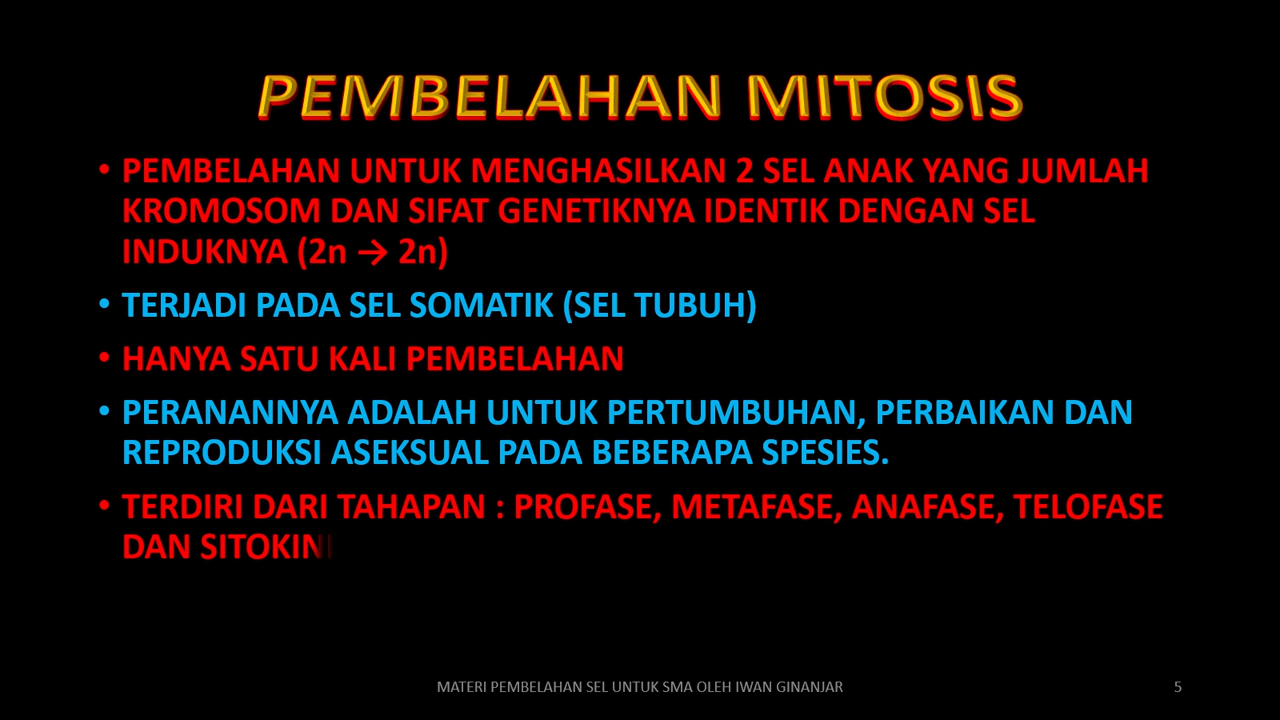 PEMBELAHAN MITOSIS
• PEMBELAHAN UNTUK MENGHASILKAN 2 SEL ANAK YANG JUMLAH
KROMOSOM DAN SIFAT GENETIKNYA IDENTIK DENGAN SEL
INDUKNYA (2n → 2n)
• TERJADI PADA SEL SOMATIK (SEL TUBUH)
• HANYA SATU KALI PEMBELAHAN
• PERANANNYA ADALAH UNTUK PERTUMBUHAN, PERBAIKAN DAN
REPRODUKSI ASEKSUAL PADA BEBERAPA SPESIES.
• TERDIRI DARI TAHAPAN : PROFASE, METAFASE, ANAFASE, TELOFASE
DAN
MATERI PEMBELAHAN SEL UNTUK SMA OLEH IWAN GINANJAR
5